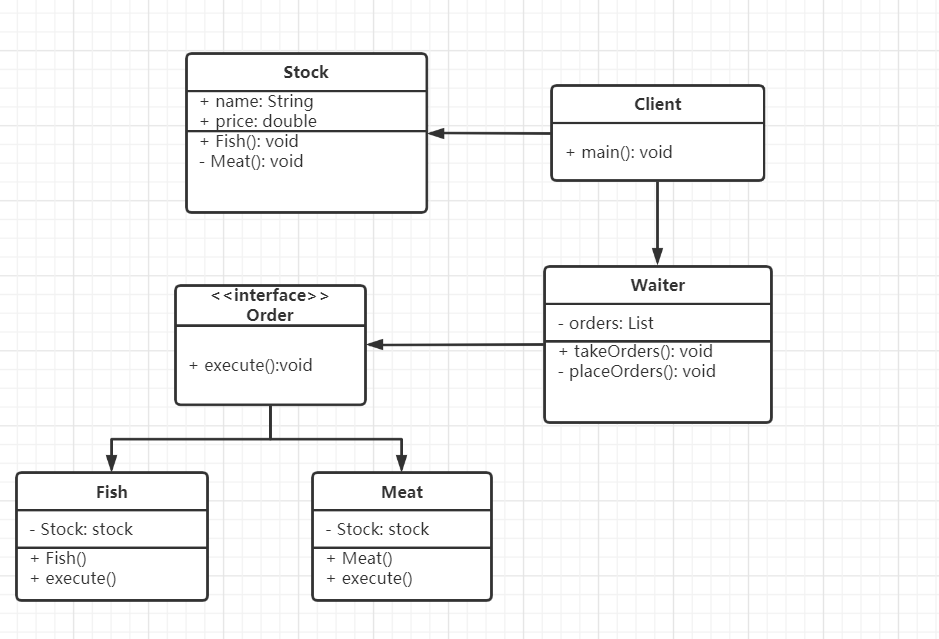 Stock
+ name: String
+ price: double
+ Fish(): void
- Meat(): void
Client
+ main(): void
<<interface>>
Order
+ execute():void
Waiter
- orders: List
+ takeOrders(): void
- placeOrders(): void
Fish
- Stock: stock
+ Fish()
+ execute()
Meat
- Stock: stock
+ Meat()
+ execute()